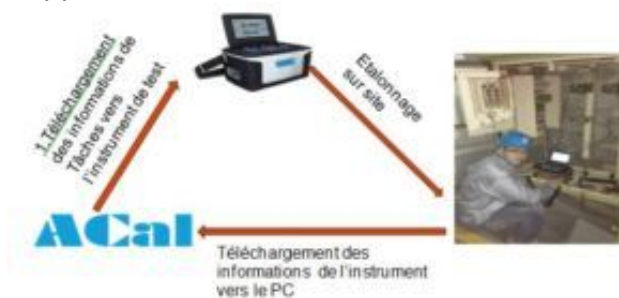 1.Téléchargement
des informations de
Tâches vers
l'instrument de test
Etalonnage
sur site
ACal
Téléchargement des
informations de l'instrument
vers le PC